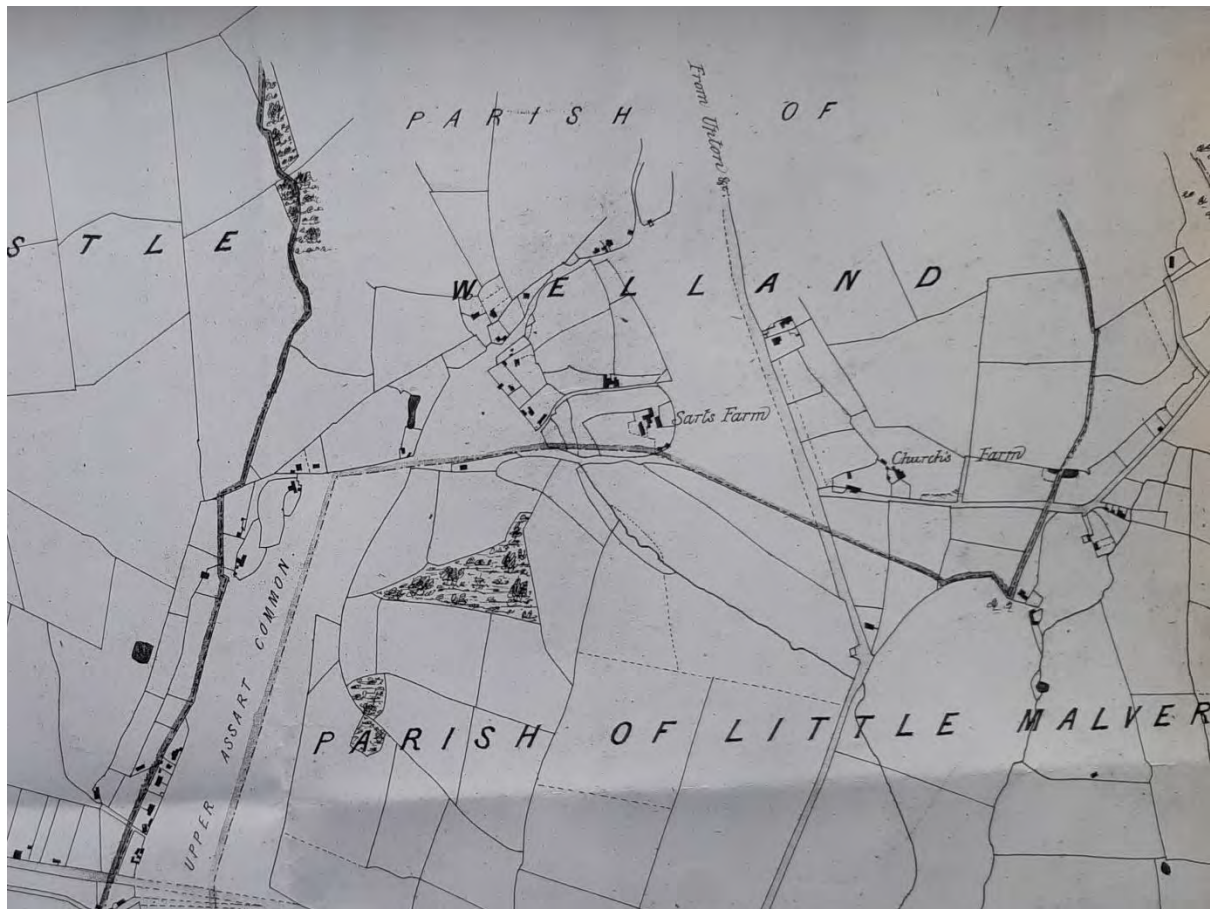 PARISH OF
From Upton &c.
STLE
WELLAND
Sarts Farm
Church's Farm
UPPER ASSART COMMON
PARISH OF LITTLE MALVER